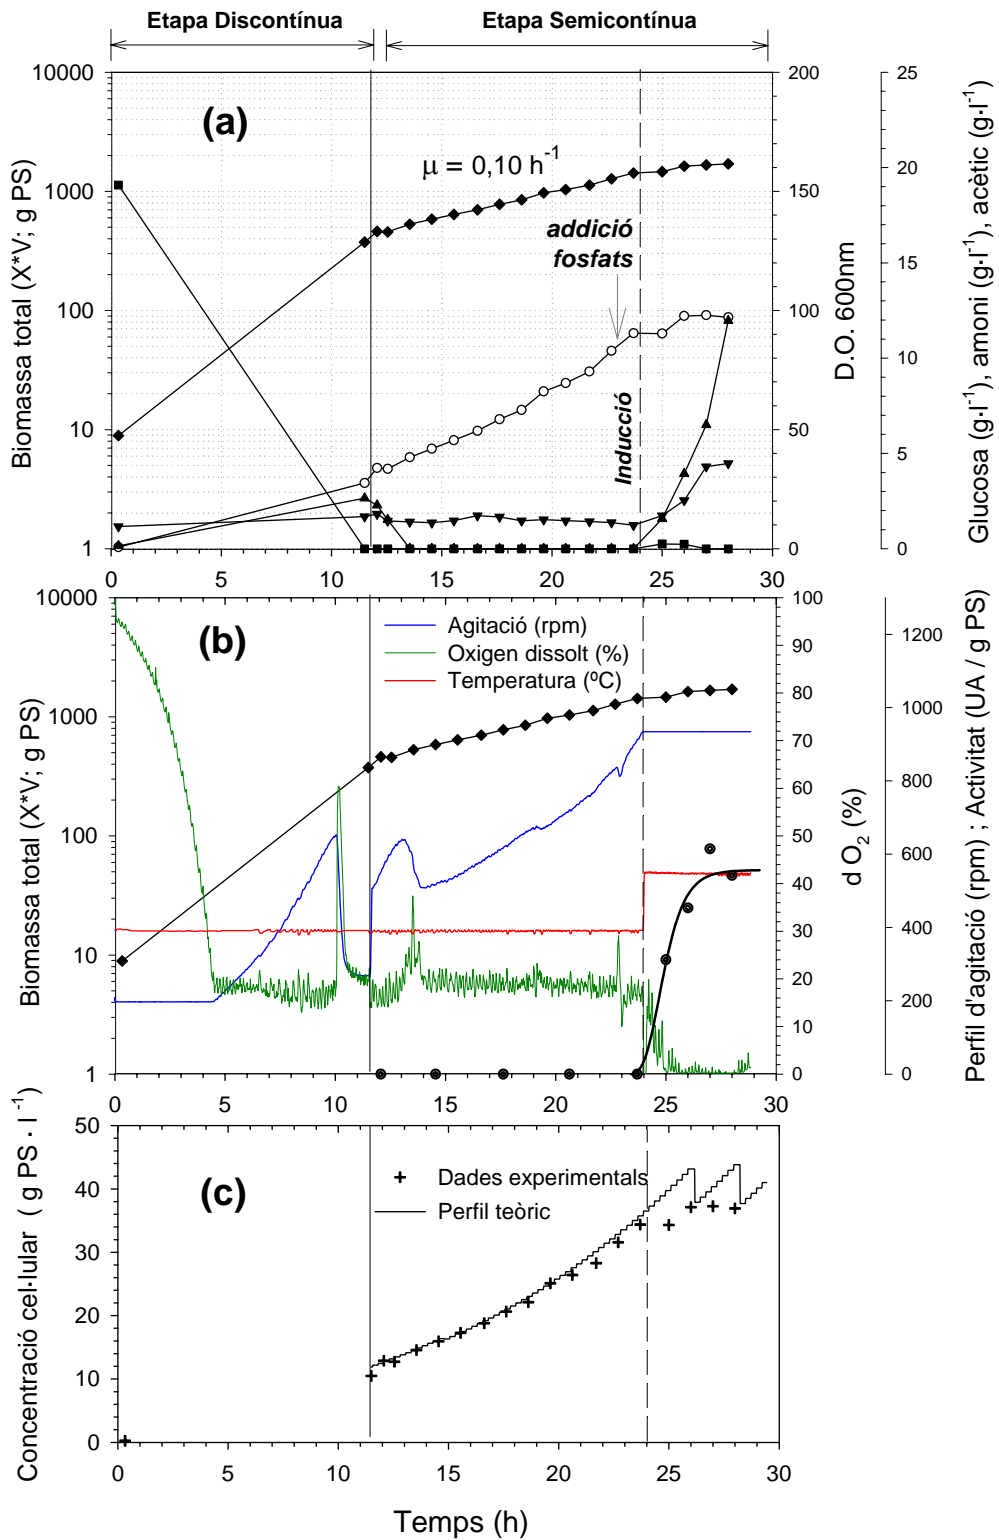 Etapa Discontínua
Etapa Semicontínua
(a)
μ = 0,10 h-1
addició
fosfats
Inducció
Biomassa total (X*V; g PS)
10000
1000
100
10
1
D.O. 600nm
200
150
100
50
0
Glucosa (g·l-1), amoni (g·l-1), acètic (g·l-1)
25
20
15
10
5
0
0 5 10 15 20 25 30
(b)
Agitació (rpm)
Oxigen dissolt (%)
Temperatura (ºC)
Biomassa total (X*V; g PS)
10000
1000
100
10
1
d O2 (%)
100
90
80
70
60
50
40
30
20
10
0
Perfil d'agitació (rpm) ; Activitat (UA / g PS)
1200
1000
800
600
400
200
0
0 5 10 15 20 25 30
(c)
Dades experimentals
Perfil teòric
Concentració cel·lular ( g PS · l-1)
50
40
30
20
10
0
0 5 10 15 20 25 30
Temps (h)